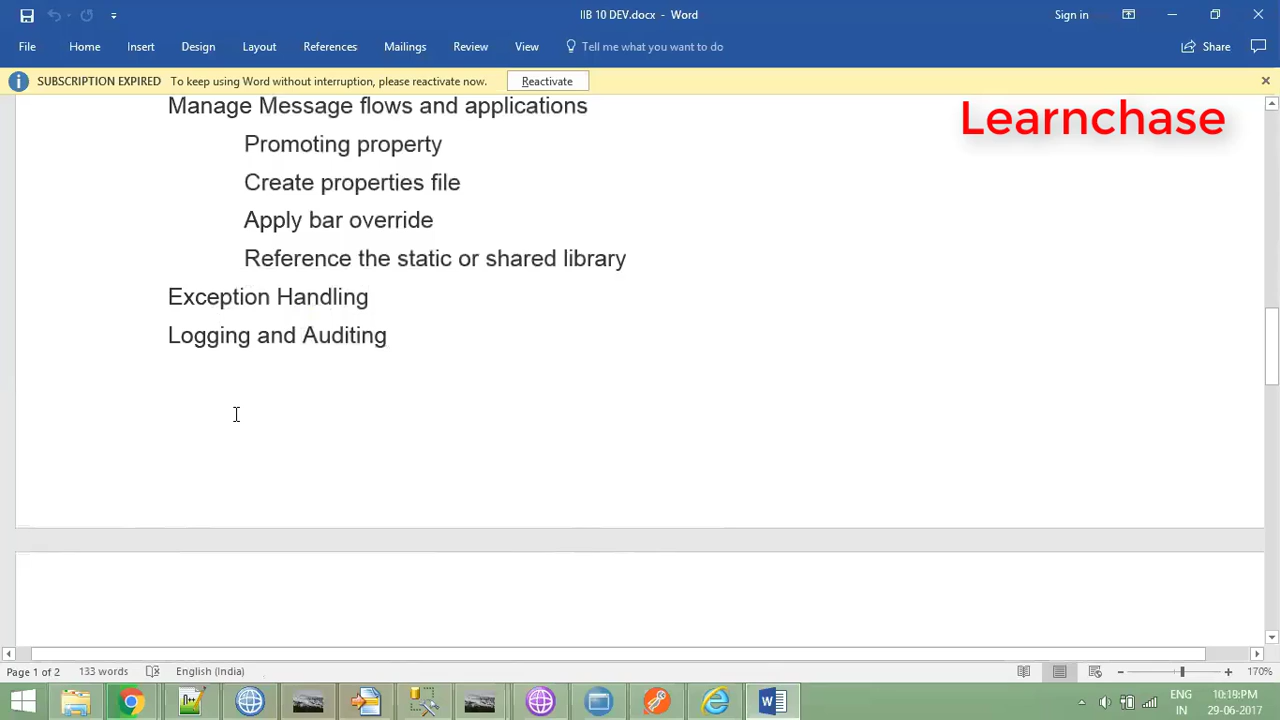 IIB 10 DEV.docx - Word
Sign in
File Home Insert Design Layout References Mailings Review View Tell me what you want to do Share
SUBSCRIPTION EXPIRED To keep using Word without interruption, please reactivate now. Reactivate
Learnchase
Manage Message flows and applications
Promoting property
Create properties file
Apply bar override
Reference the static or shared library
Exception Handling
Logging and Auditing
Page 1 of 2 133 words English (India) 170%
ENG 10:19:PM
IN 29-06-2017